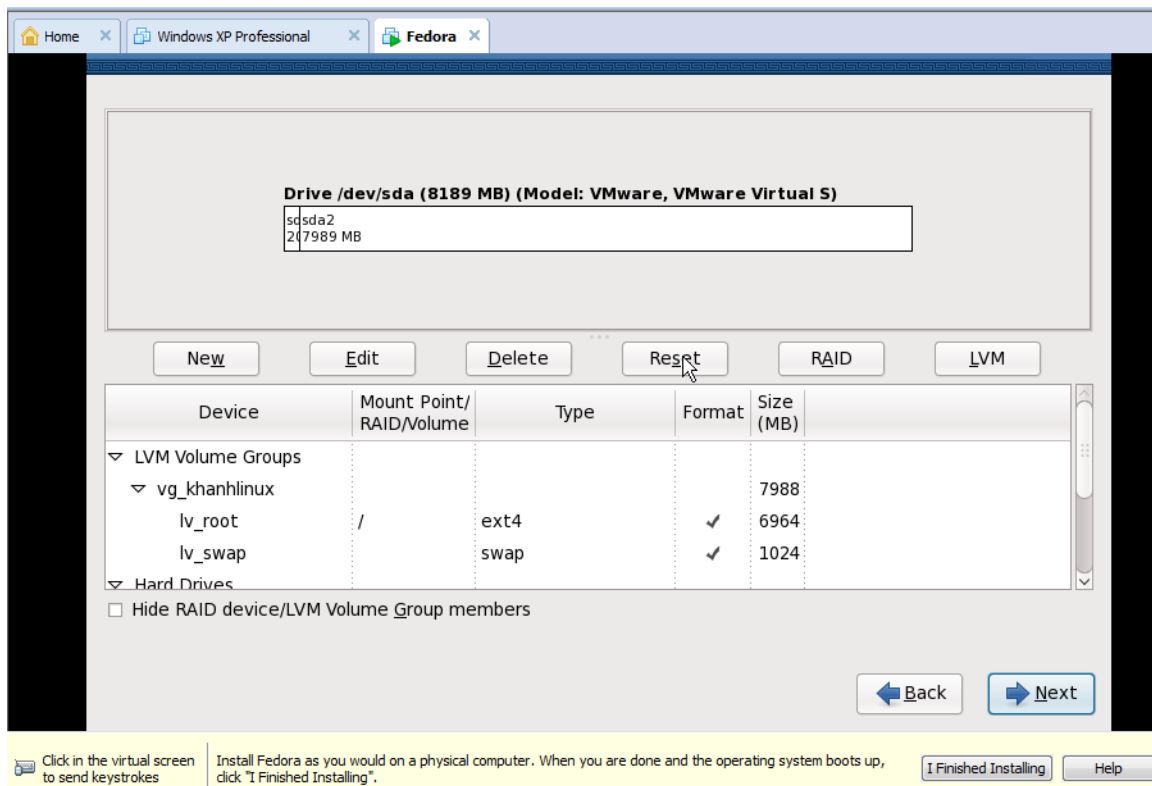 Home
Windows XP Professional
Fedora
Drive /dev/sda (8189 MB) (Model: VMware, VMware Virtual S)
sda2
7989 MB
New
Edit
Delete
Reset
RAID
LVM
Device
Mount Point/
RAID/Volume
Type
Format
Size
(MB)
LVM Volume Groups
vg_khanhlinux
7988
lv_root
/
ext4
6964
lv_swap
swap
1024
Hard Drives
Hide RAID device/LVM Volume Group members
Back
Next
Click in the virtual screen
to send keystrokes
Install Fedora as you would on a physical computer. When you are done and the operating system boots up,
click "I Finished Installing".
I Finished Installing
Help